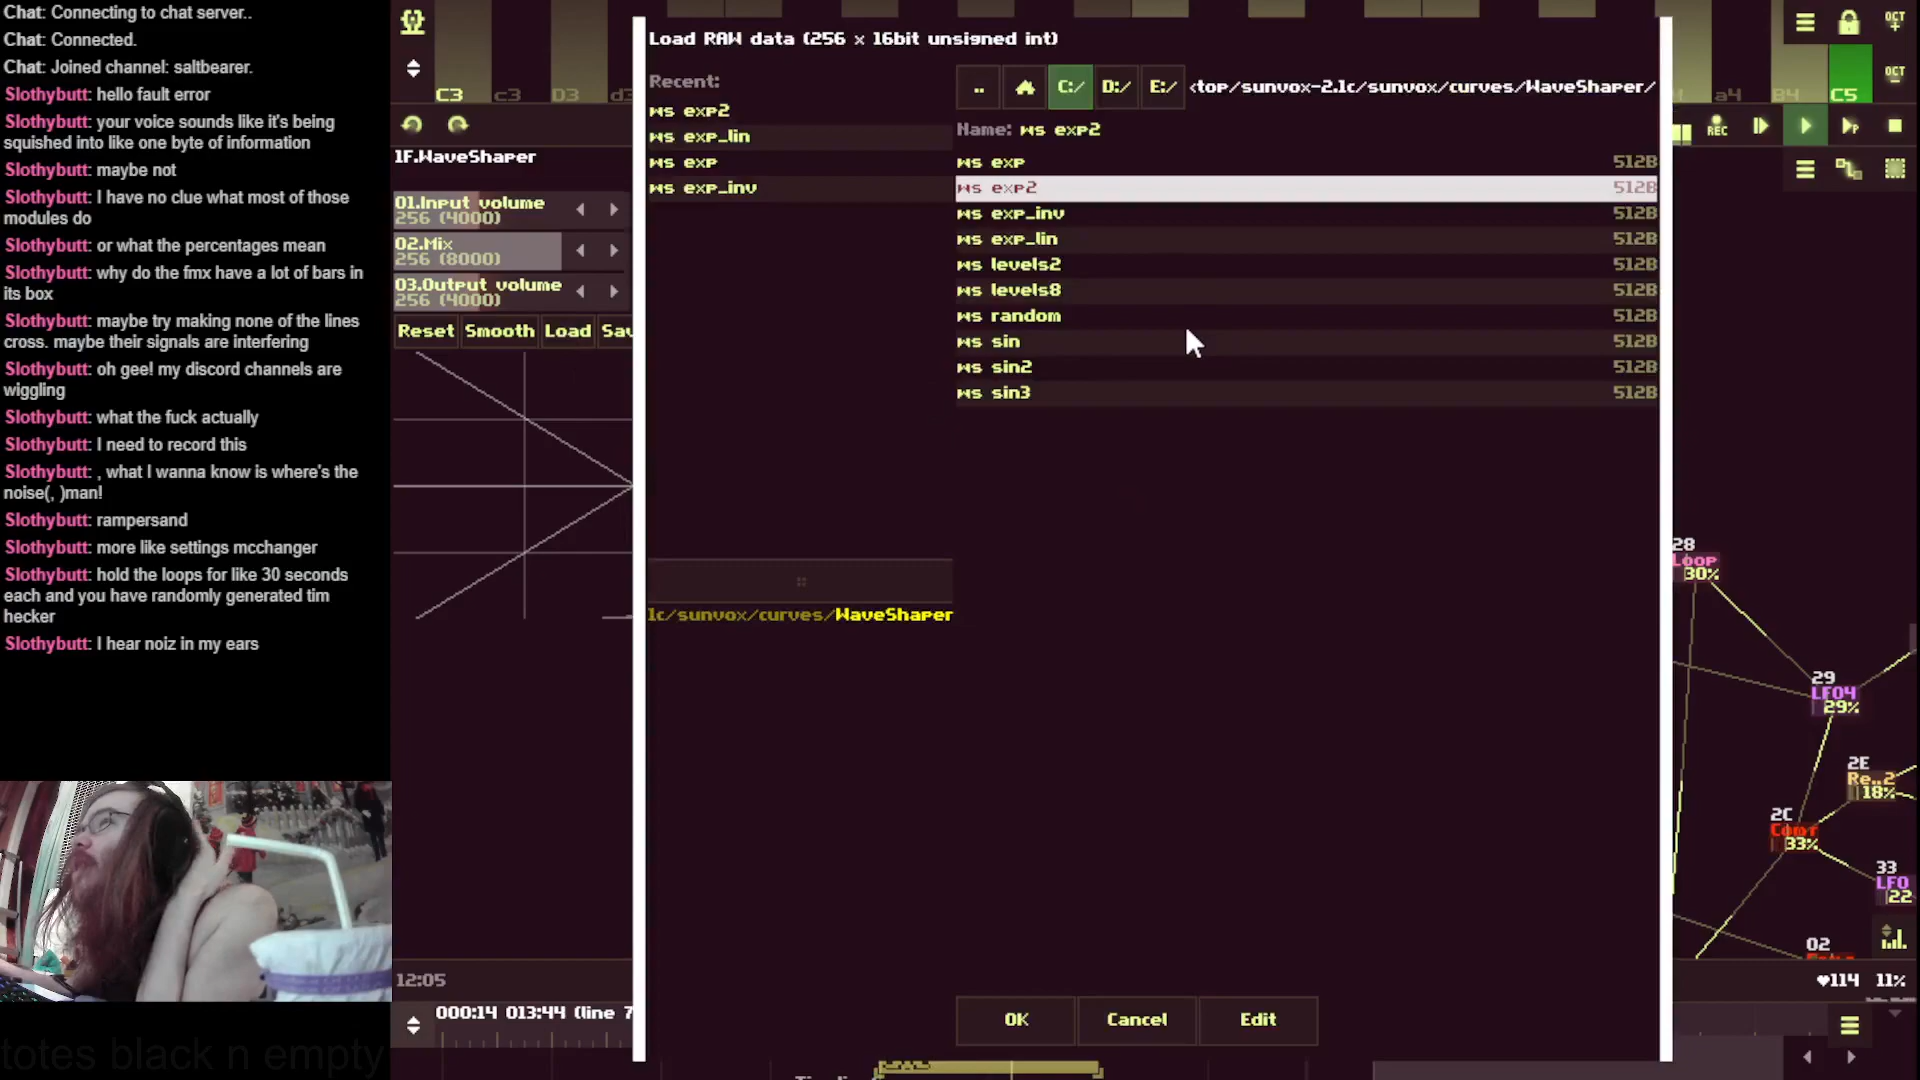 Chat: Connecting to chat server..
Chat: Connected.
Chat: Joined channel: saltbearer.
Slothybutt: hello fault error
Slothybutt: your voice sounds like it's being
squished into like one byte of information
Slothybutt: maybe not
Slothybutt: I have no clue what most of those
modules do
Slothybutt: or what the percentages mean
Slothybutt: why do the fmx have a lot of bars in
its box
Slothybutt: maybe try making none of the lines
cross. maybe their signals are interfering
Slothybutt: oh gee! my discord channels are
wiggling
Slothybutt: what the fuck actually
Slothybutt: I need to record this
Slothybutt: , what I wanna know is where's the
noise(, )man!
Slothybutt: rampersand
Slothybutt: more like settings mcchanger
Slothybutt: hold the loops for like 30 seconds
each and you have randomly generated tim
hecker
Slothybutt: I hear noiz in my ears
totes black n empty
C3 c3 D3 d3
1F.WaveShaper
01.Input volume
256 (4000)
02.Mix
256 (8000)
03.Output volume
256 (4000)
Reset Smooth Load Sav
12:05
000:14 013:44 (line 7
Load RAW data (256 x 16bit unsigned int)
Recent:
ws exp2
ws exp_lin
ws exp
ws exp_inv
lc/sunvox/curves/WaveShaper
.. C:/ D:/ E:/ <top/sunvox-2.1c/sunvox/curves/WaveShaper/
Name: ws exp2
ws exp 512B
ws exp2 512B
ws exp_inv 512B
ws exp_lin 512B
ws levels2 512B
ws levels8 512B
ws random 512B
ws sin 512B
ws sin2 512B
ws sin3 512B
OK Cancel Edit
OCT
+
OCT
-
a4 B4 C5
REC
28
Loop
30%
29
LFO4
29%
2E
Re..2
18%
2C
33%
33
LFO
22
02
♥114 11%